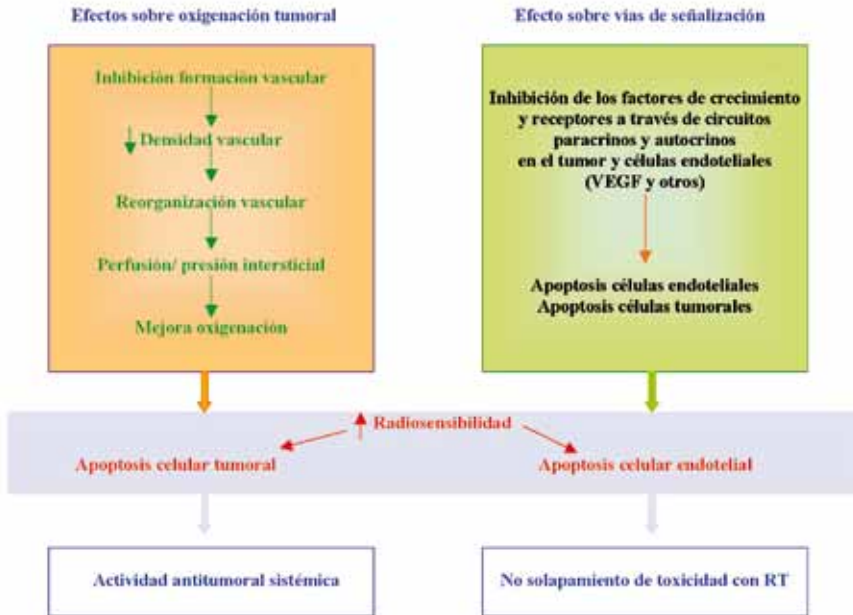 Efectos sobre oxigenación tumoral
Inhibición formación vascular
Densidad vascular
Reorganización vascular
Perfusión/ presión intersticial
Mejora oxigenación
Efecto sobre vías de señalización
Inhibición de los factores de crecimiento
y receptores a través de circuitos
paracrinos y autocrinos
en el tumor y células endoteliales
(VEGF y otros)
Apoptosis células endoteliales
Apoptosis células tumorales
Radiosensibilidad
Apoptosis celular tumoral
Apoptosis celular endotelial
Actividad antitumoral sistémica
No solapamiento de toxicidad con RT